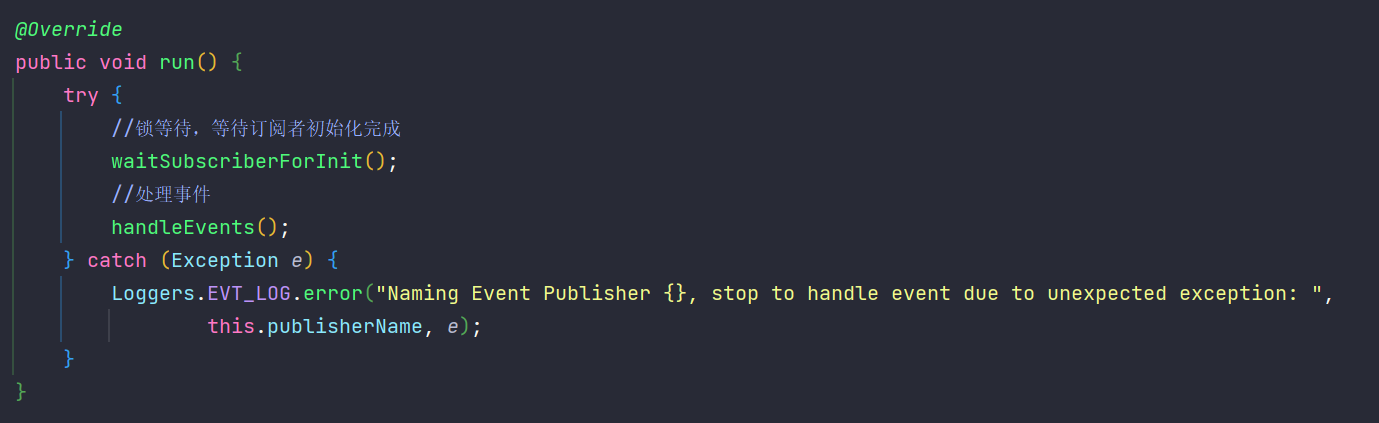 @Override
public void run() {
    try {
        //锁等待，等待订阅者初始化完成
        waitSubscriberForInit();
        //处理事件
        handleEvents();
    } catch (Exception e) {
        Loggers.EVT_LOG.error("Naming Event Publisher {}, stop to handle event due to unexpected exception: ",
                this.publisherName, e);
    }
}